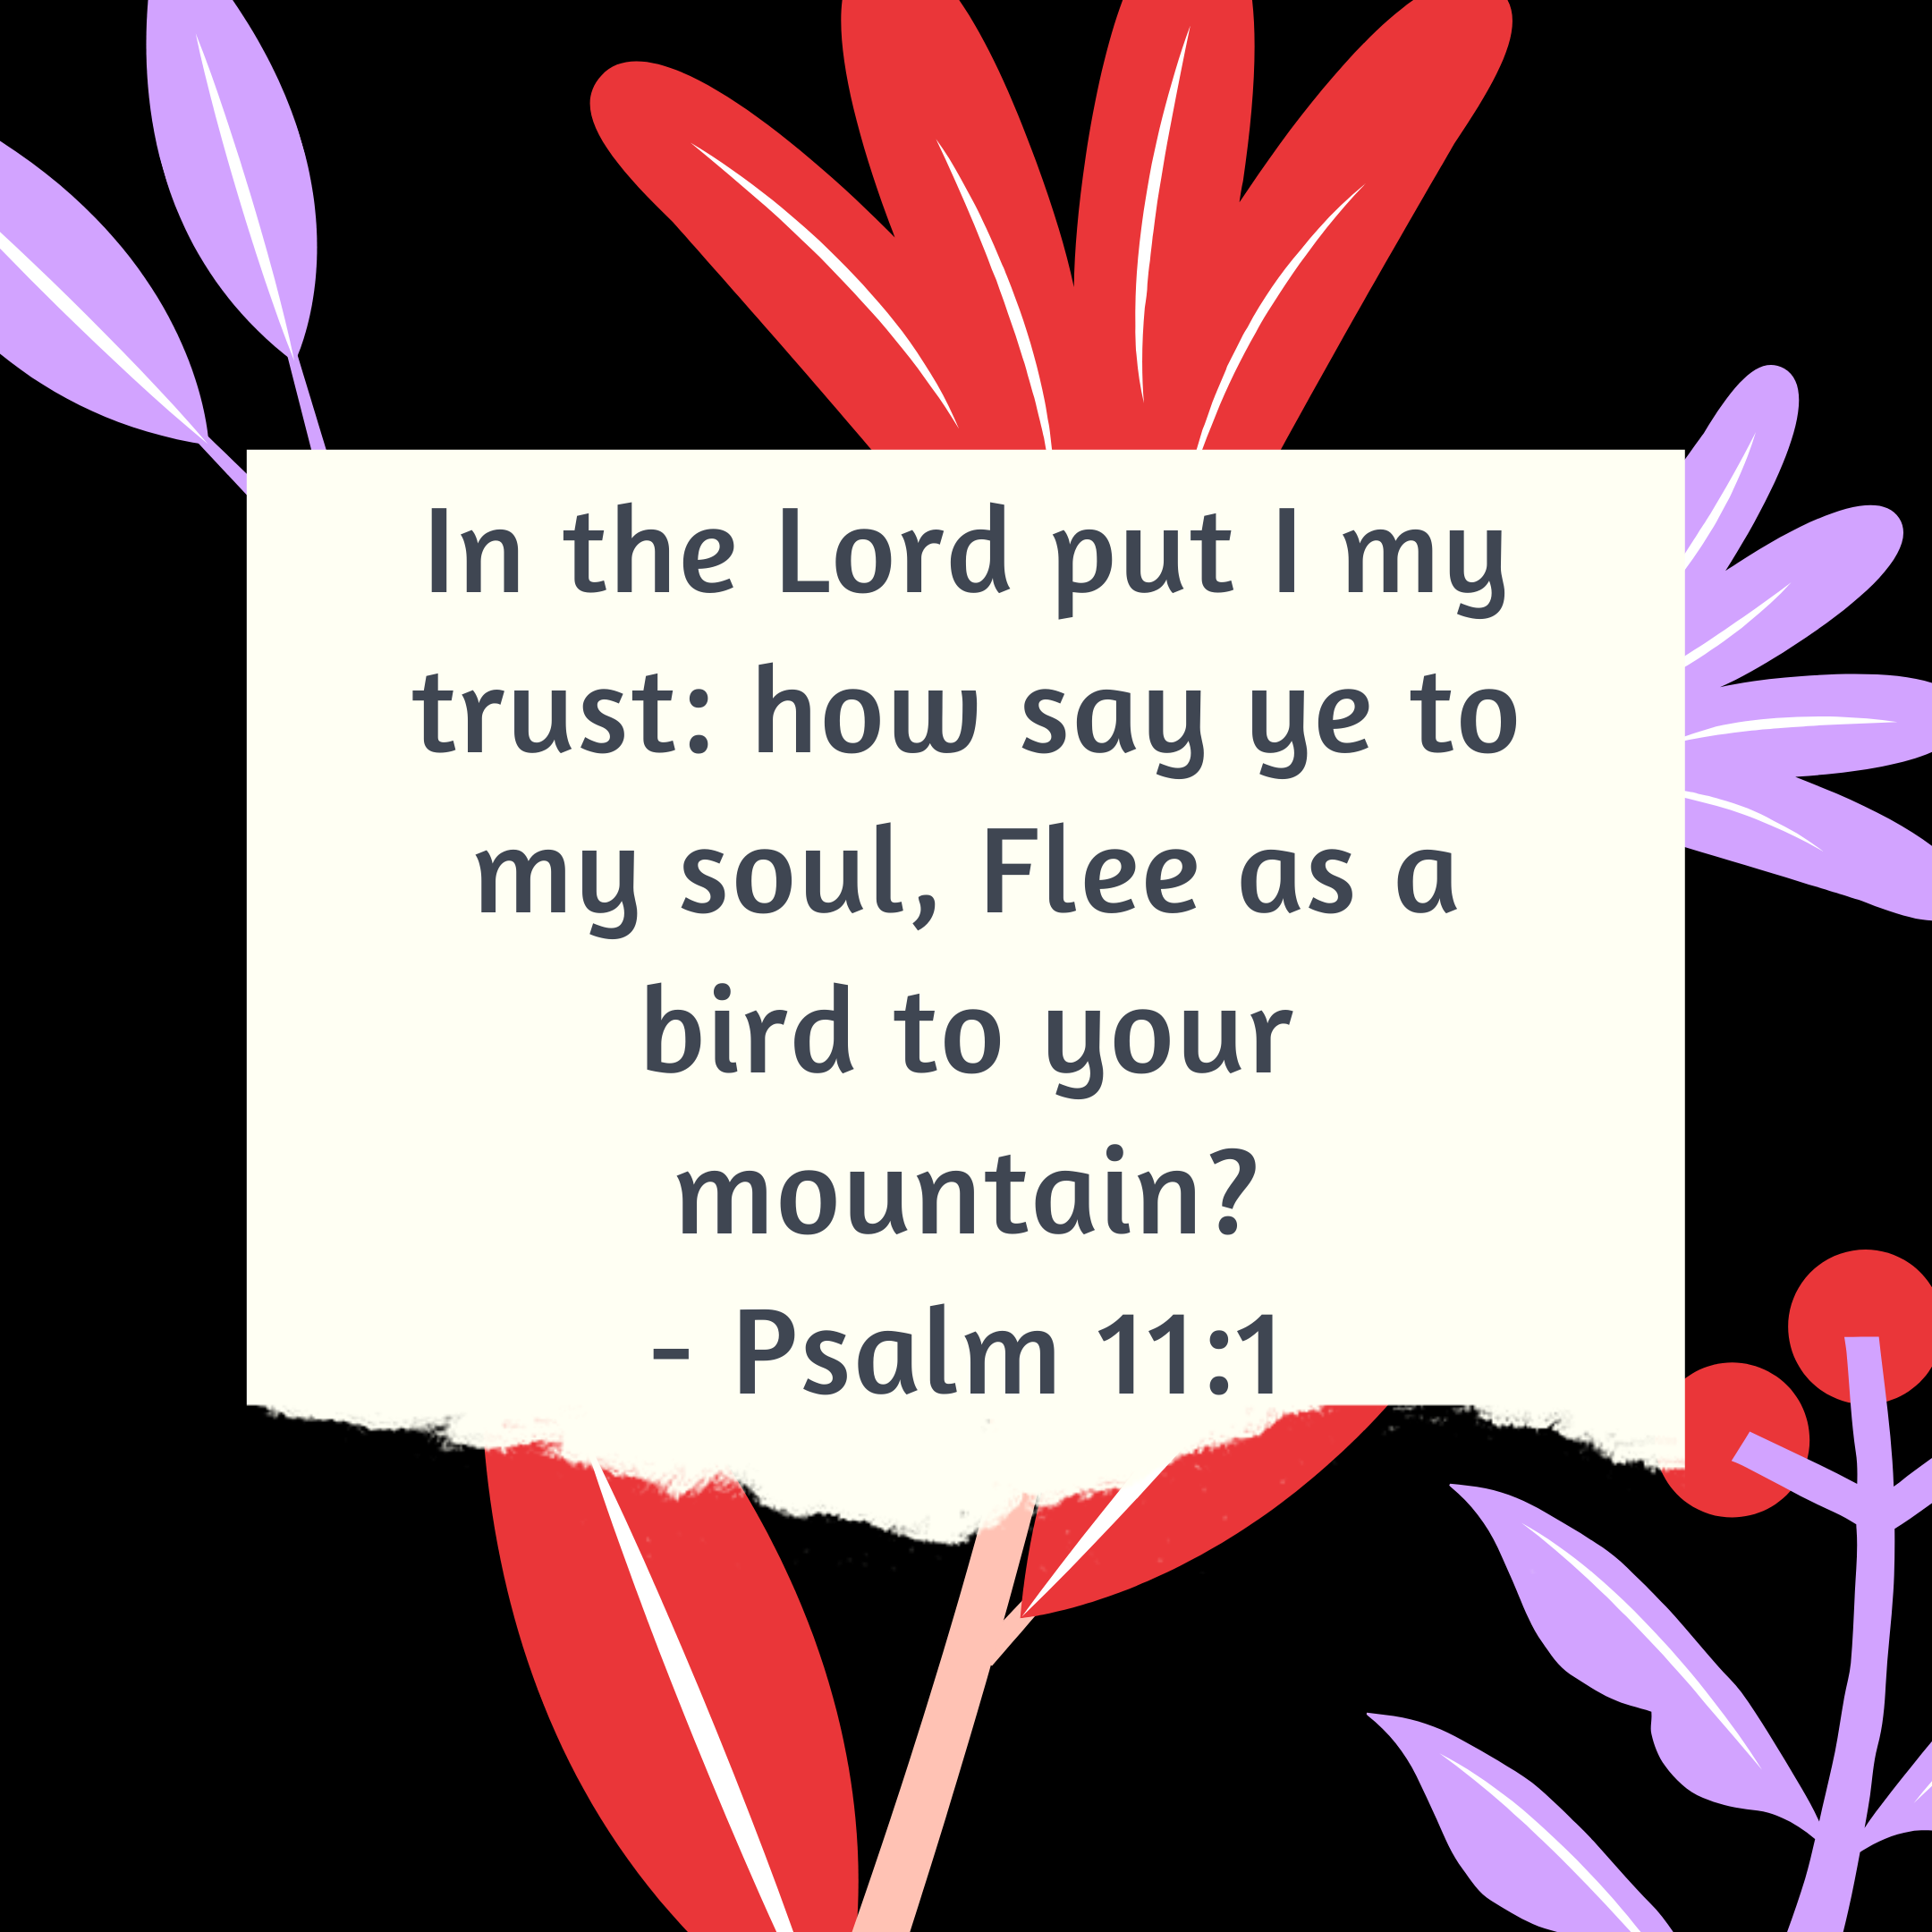 In the Lord put I my
trust: how say ye to
my soul, Flee as a
bird to your
mountain?
- Psalm 11:1